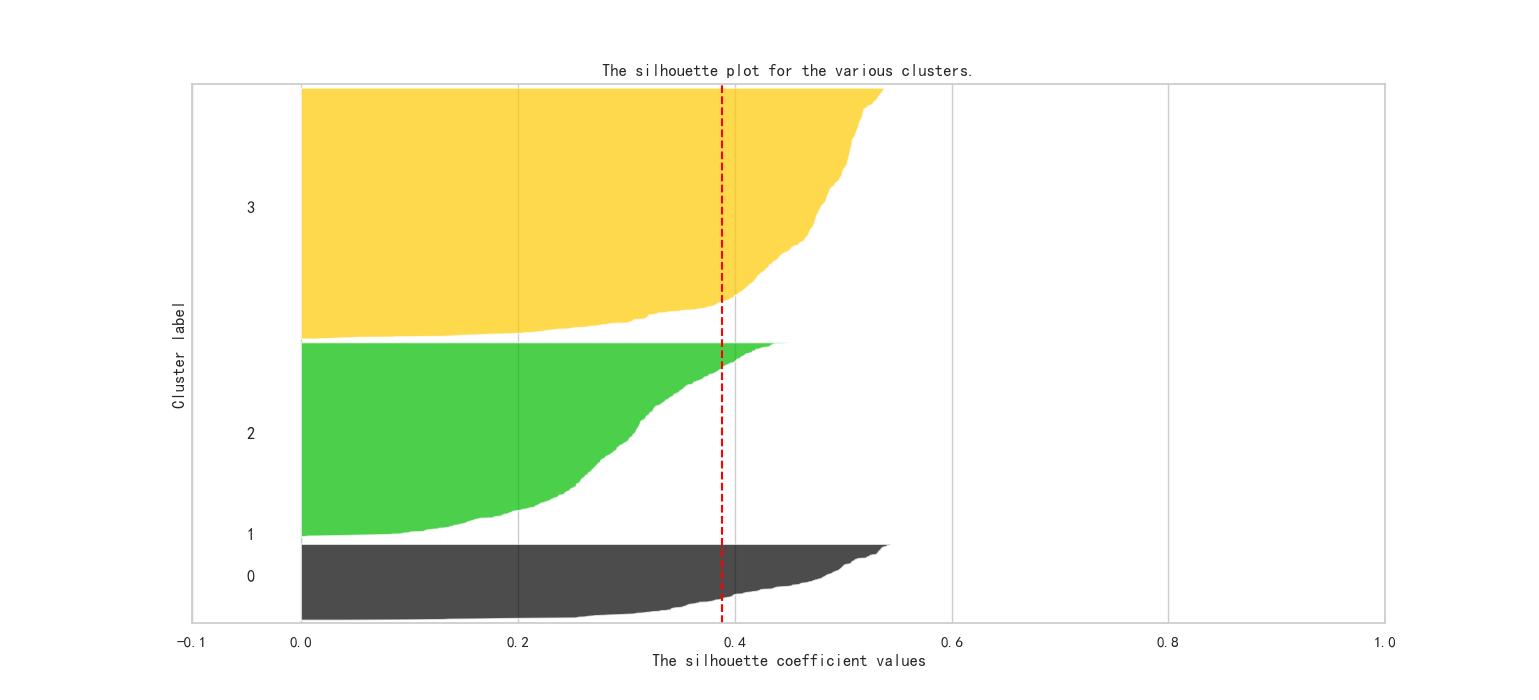 The silhouette plot for the various clusters.
Cluster label
3
2
1
0
-0.1 0.0 0.2 0.4 0.6 0.8 1.0
The silhouette coefficient values